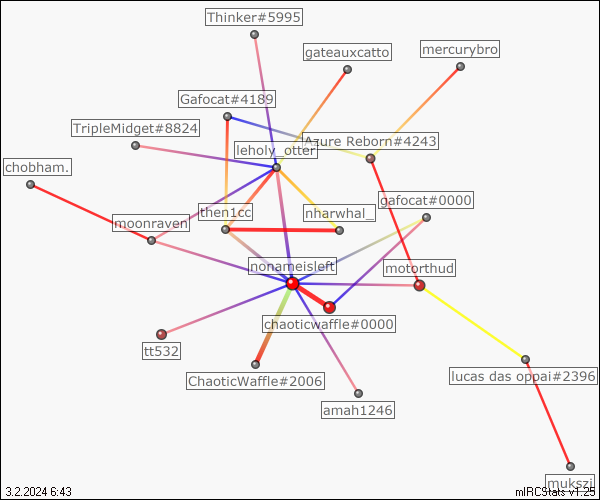 Thinker#5995
gateauxcatto
mercurybro
Gafocat#4189
TripleMidget#8824
Azure Reborn#4243
leholy_otter
chobham.
gafocat#0000
then1cc
nharwhal_
moonraven
nonameisleft
motorthud
chaoticwaffle#0000
tt532
ChaoticWaffle#2006
lucas das oppai#2396
amah1246
mukszi
3.2.2024 6:43
mIRCStats v1.25